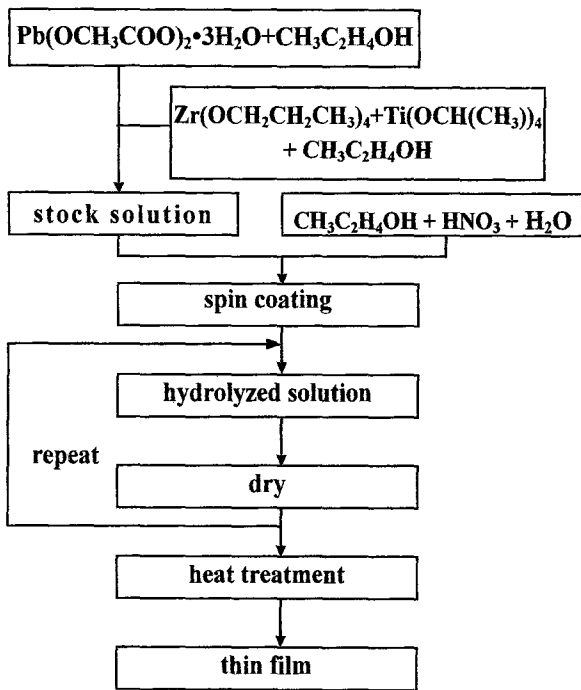 Pb(OCH₃COO)₂•3H₂O+CH₃C₂H₄OH
Zr(OCH₂CH₂CH₃)₄+Ti(OCH(CH₃))₄
+ CH₃C₂H₄OH
stock solution
CH₃C₂H₄OH + HNO₃ + H₂O
spin coating
hydrolyzed solution
repeat
dry
heat treatment
thin film